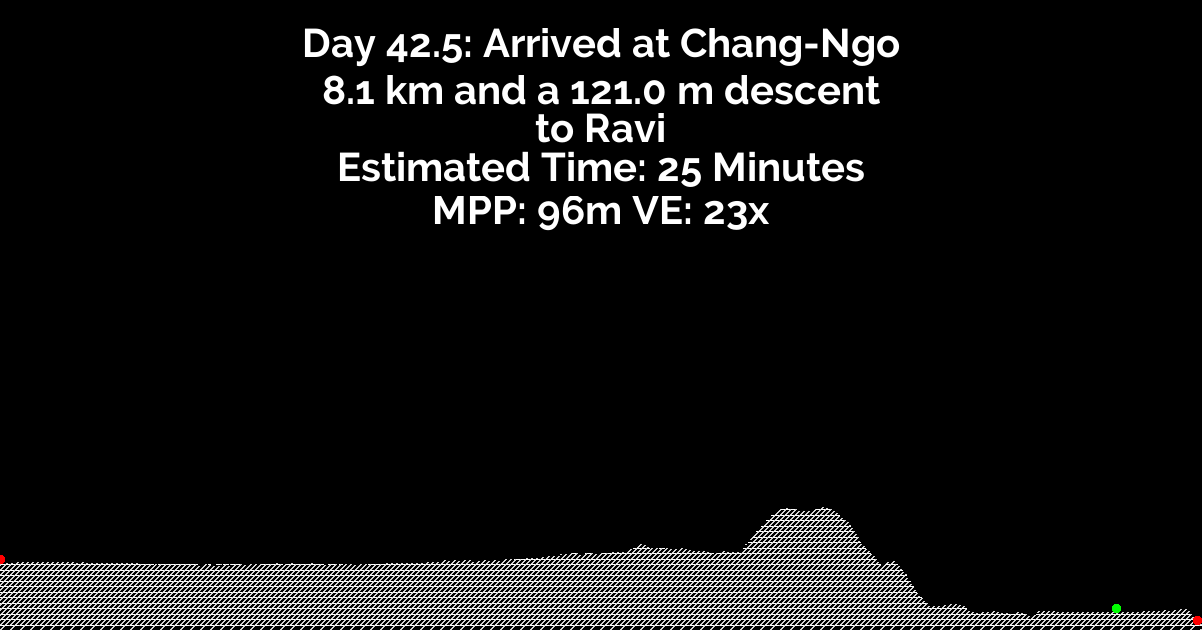 Day 42.5: Arrived at Chang-Ngo
8.1 km and a 121.0 m descent
to Ravi
Estimated Time: 25 Minutes
MPP: 96m VE: 23x